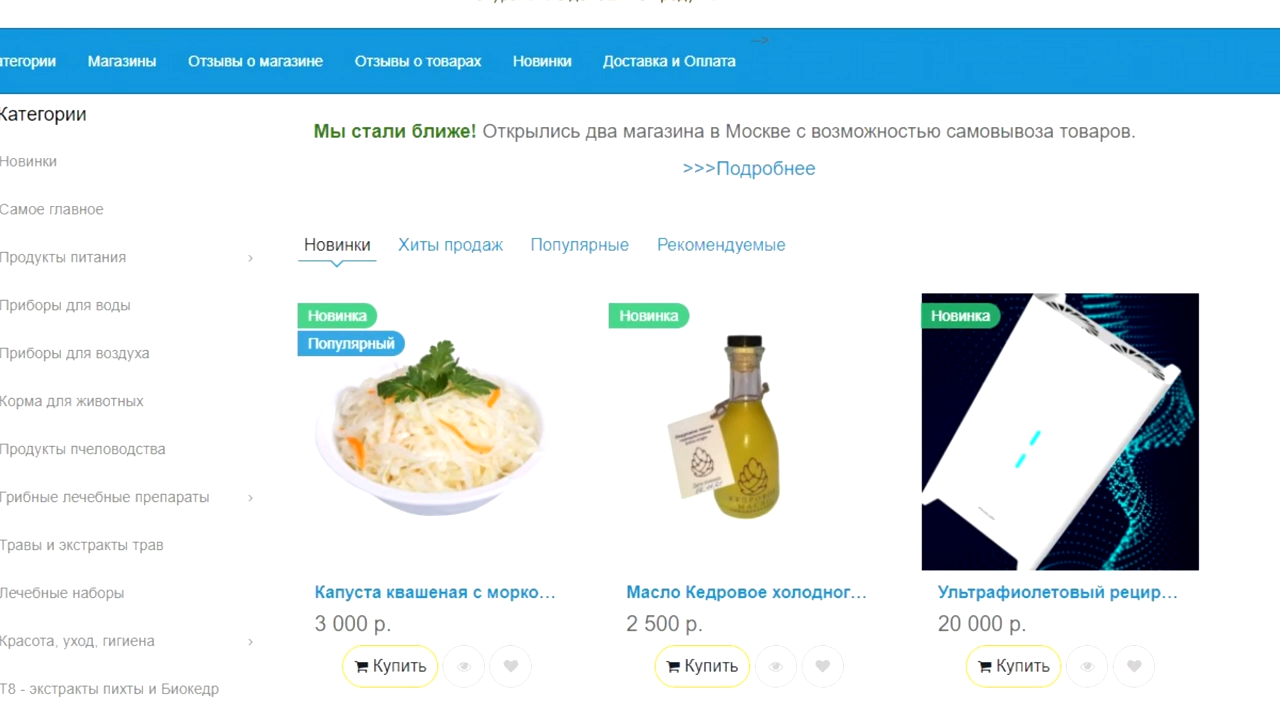 Магазины Отзывы о магазине Отзывы о товарах Новинки Доставка и Оплата
-->
Категории
Мы стали ближе! Открылись два магазина в Москве с возможностью самовывоза товаров.
>>>Подробнее
Новинки
Самое главное
Продукты питания
Приборы для воды
Приборы для воздуха
Корма для животных
Продукты пчеловодства
Грибные лечебные препараты
Травы и экстракты трав
Лечебные наборы
Красота, уход, гигиена
Т8 - экстракты пихты и Биокедр
Новинки Хиты продаж Популярные Рекомендуемые
Новинка
Популярный
Новинка
Новинка
Капуста квашеная с морко...
3 000 р.
Купить
Масло Кедровое холодног...
2 500 р.
Купить
Ультрафиолетовый рецир...
20 000 р.
Купить